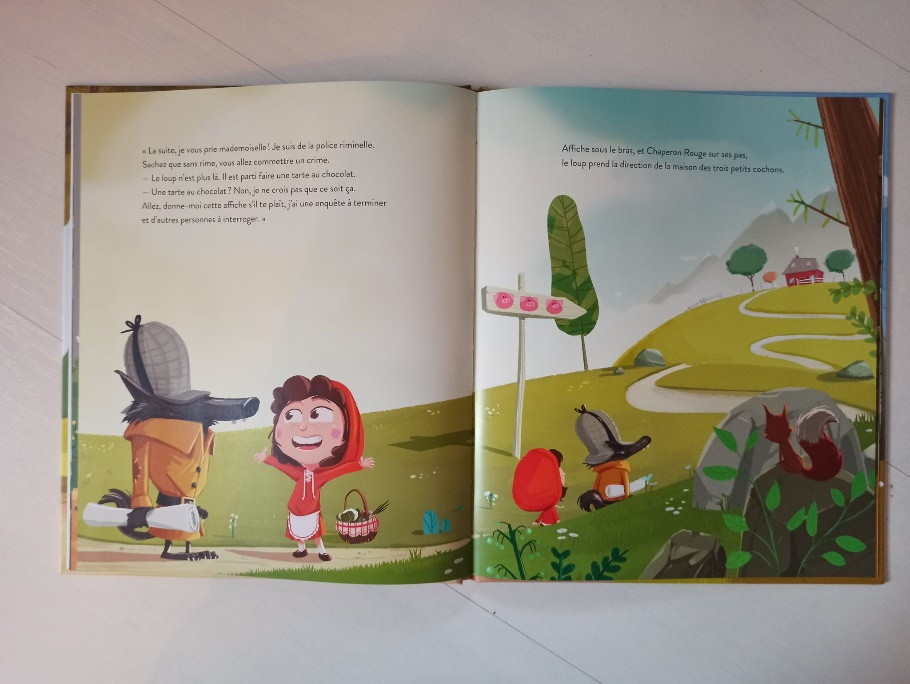 « La suite, je vous prie mademoiselle ! Je suis de la police riminelle.
Sachez que sans rime, vous allez commettre un crime.
— Le loup n'est plus là. Il est parti faire une tarte au chocolat.
— Une tarte au chocolat ? Non, je ne crois pas que ce soit ça.
Allez, donne-moi cette affiche s'il te plaît, j'ai une enquête à terminer
et d'autres personnes à interroger. »
Affiche sous le bras, et Chaperon Rouge sur ses pas,
le loup prend la direction de la maison des trois petits cochons.